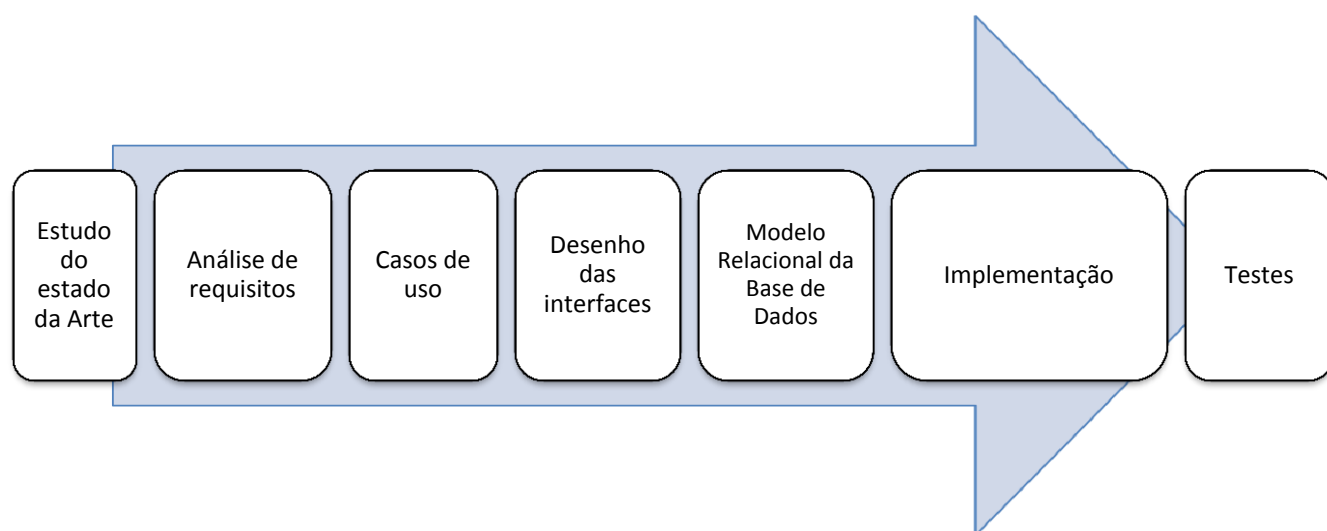 Estudo
do
estado
da Arte
Análise de
requisitos
Casos de
uso
Desenho
das
interfaces
Modelo
Relacional da
Base de
Dados
Implementação
Testes